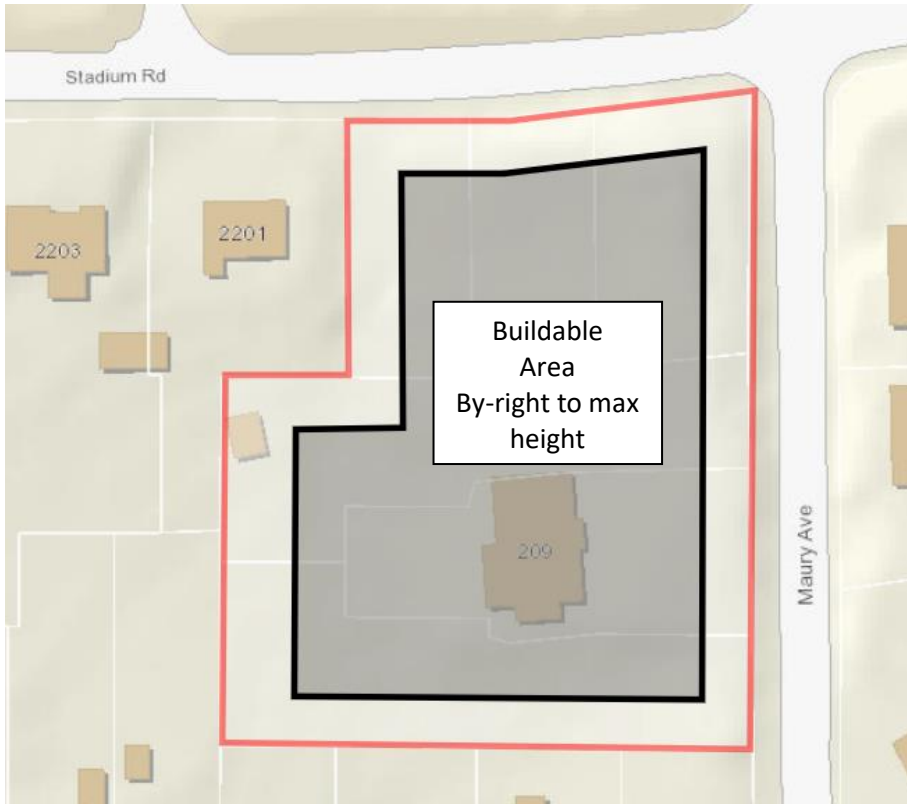 Stadium Rd
2203
2201
Buildable
Area
By-right to max
height
209
Maury Ave